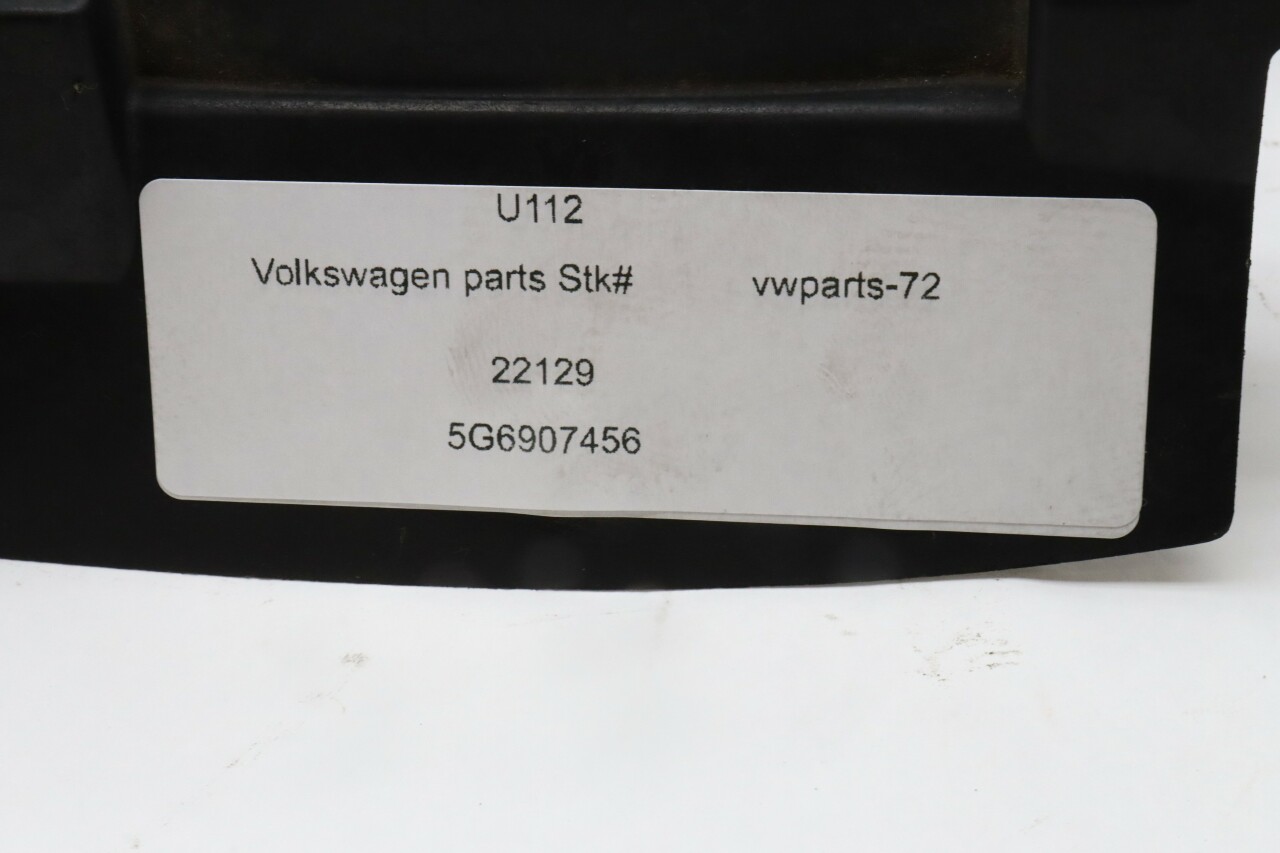 U112
Volkswagen parts Stk# vwparts-72
22129
5G6907456